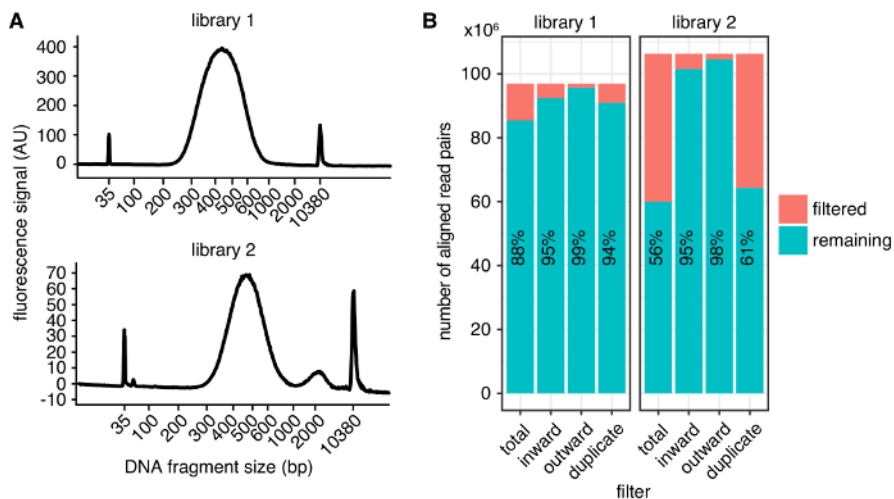 A
library 1
fluorescence signal (AU)
400
300
200
100
0
35
100
200
300
400
500
600
1000
2000
10380
library 2
70
60
50
40
30
20
10
0
-10
35
100
200
300
400
500
600
1000
2000
10380
DNA fragment size (bp)
B
x10⁶
library 1
library 2
number of aligned read pairs
100
80
60
40
20
0
88%
95%
99%
94%
56%
95%
98%
61%
total
inward
outward
duplicate
total
inward
outward
duplicate
filter
filtered
remaining